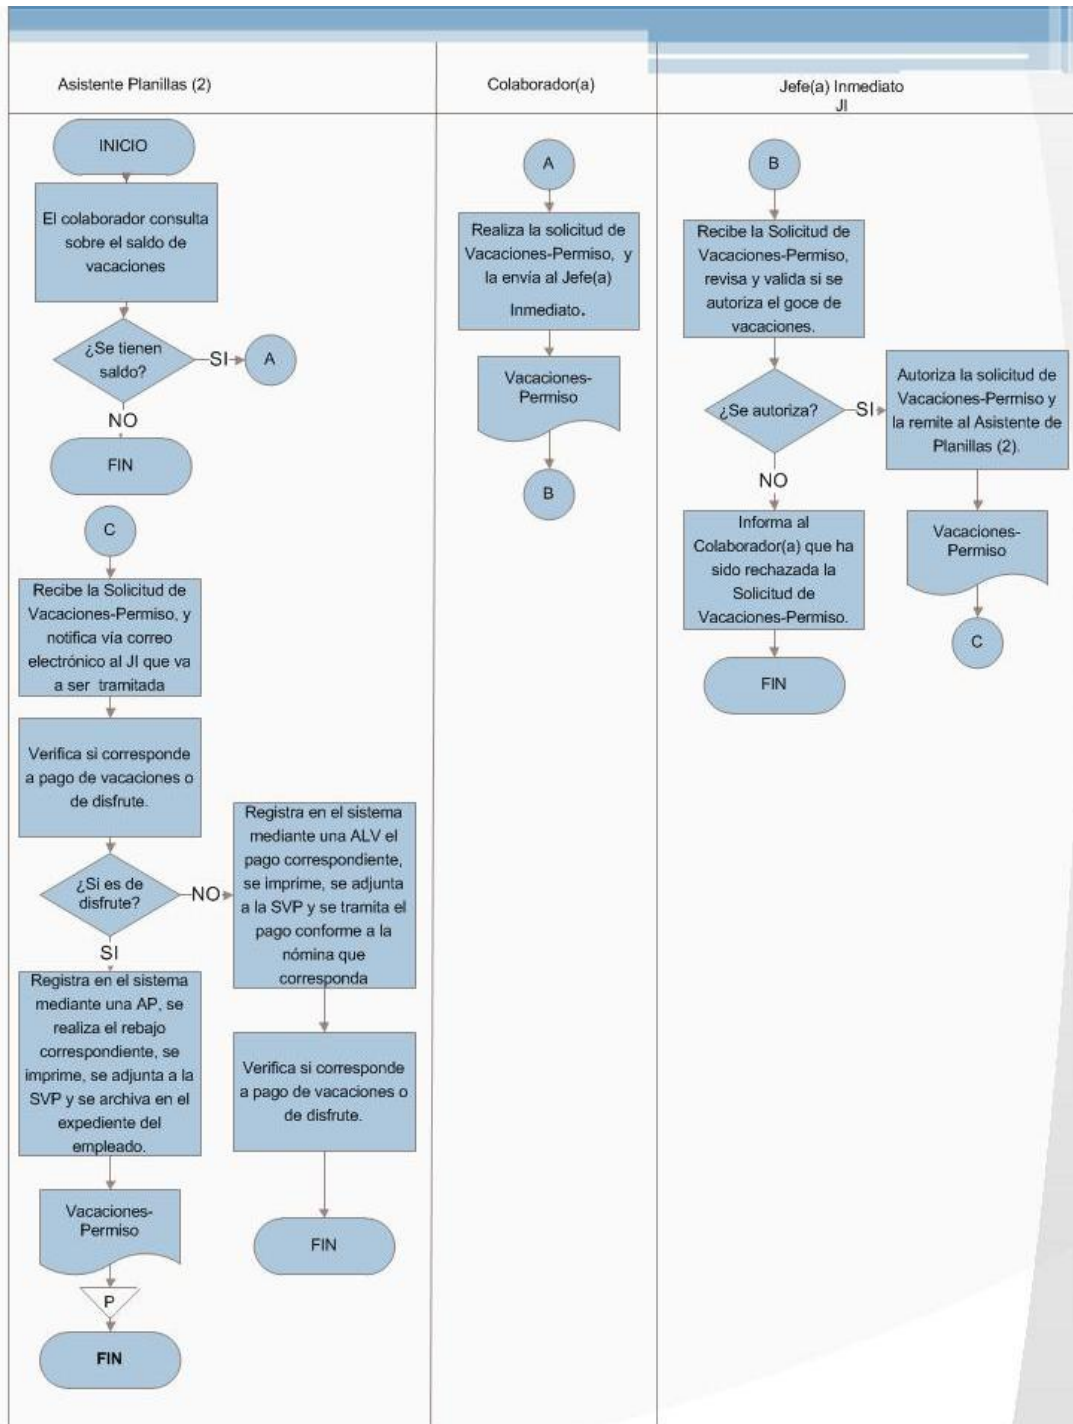 Asistente Planillas (2)
Colaborador(a)
Jefe(a) Inmediato
JI
INICIO
El colaborador consulta
sobre el saldo de
vacaciones
¿Se tienen
saldo?
SI
A
NO
FIN
C
Recibe la Solicitud de
Vacaciones-Permiso, y
notifica vía correo
electrónico al JI que va
a ser tramitada
Verifica si corresponde
a pago de vacaciones o
de disfrute.
¿Si es de
disfrute?
NO
SI
Registra en el sistema
mediante una AP, se
realiza el rebajo
correspondiente, se
imprime, se adjunta a la
SVP y se archiva en el
expediente del
empleado.
Vacaciones-
Permiso
P
FIN
Registra en el sistema
mediante una ALV el
pago correspondiente,
se imprime, se adjunta
a la SVP y se tramita el
pago conforme a la
nómina que
corresponda
Verifica si corresponde
a pago de vacaciones o
de disfrute.
FIN
A
Realiza la solicitud de
Vacaciones-Permiso, y
la envía al Jefe(a)
Inmediato.
Vacaciones-
Permiso
B
B
Recibe la Solicitud de
Vacaciones-Permiso,
revisa y valida si se
autoriza el goce de
vacaciones.
¿Se autoriza?
SI
NO
Informa al
Colaborador(a) que ha
sido rechazada la
Solicitud de
Vacaciones-Permiso.
FIN
Autoriza la solicitud de
Vacaciones-Permiso y
la remite al Asistente de
Planillas (2).
Vacaciones-
Permiso
C